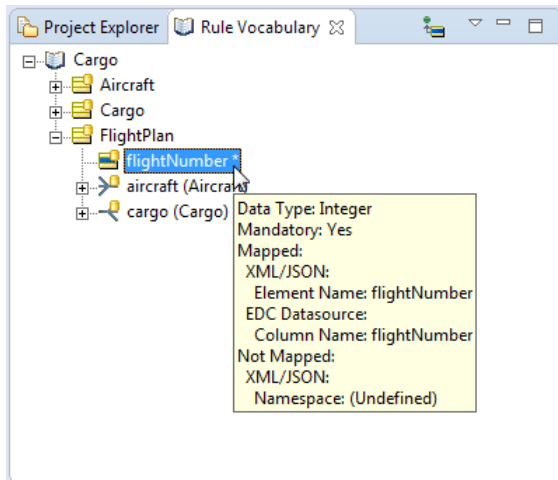 Project Explorer Rule Vocabulary
Cargo
Aircraft
Cargo
FlightPlan
flightNumber *
aircraft (Aircraft)
cargo (Cargo)
Data Type: Integer
Mandatory: Yes
Mapped:
XML/JSON:
Element Name: flightNumber
EDC Datasource:
Column Name: flightNumber
Not Mapped:
XML/JSON:
Namespace: (Undefined)